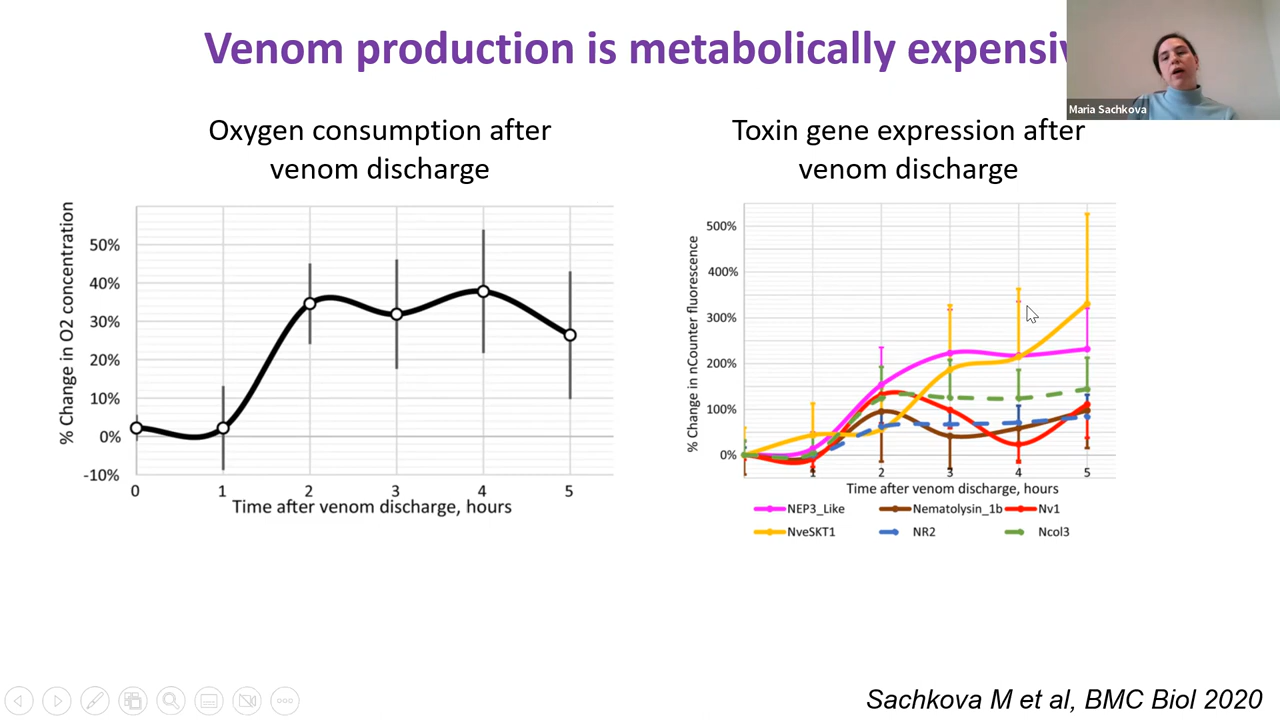 Venom production is metabolically expensiv
Maria Sachkova
Oxygen consumption after
venom discharge
% Change in O2 concentration
50%
40%
30%
20%
10%
0%
-10%
0 1 2 3 4 5
Time after venom discharge, hours
Toxin gene expression after
venom discharge
% Change in nCounter fluorescence
500%
400%
300%
200%
100%
0%
1 2 3 4 5
Time after venom discharge, hours
NEP3_Like Nematolysin_1b Nv1
NveSKT1 NR2 Ncol3
Sachkova M et al, BMC Biol 2020